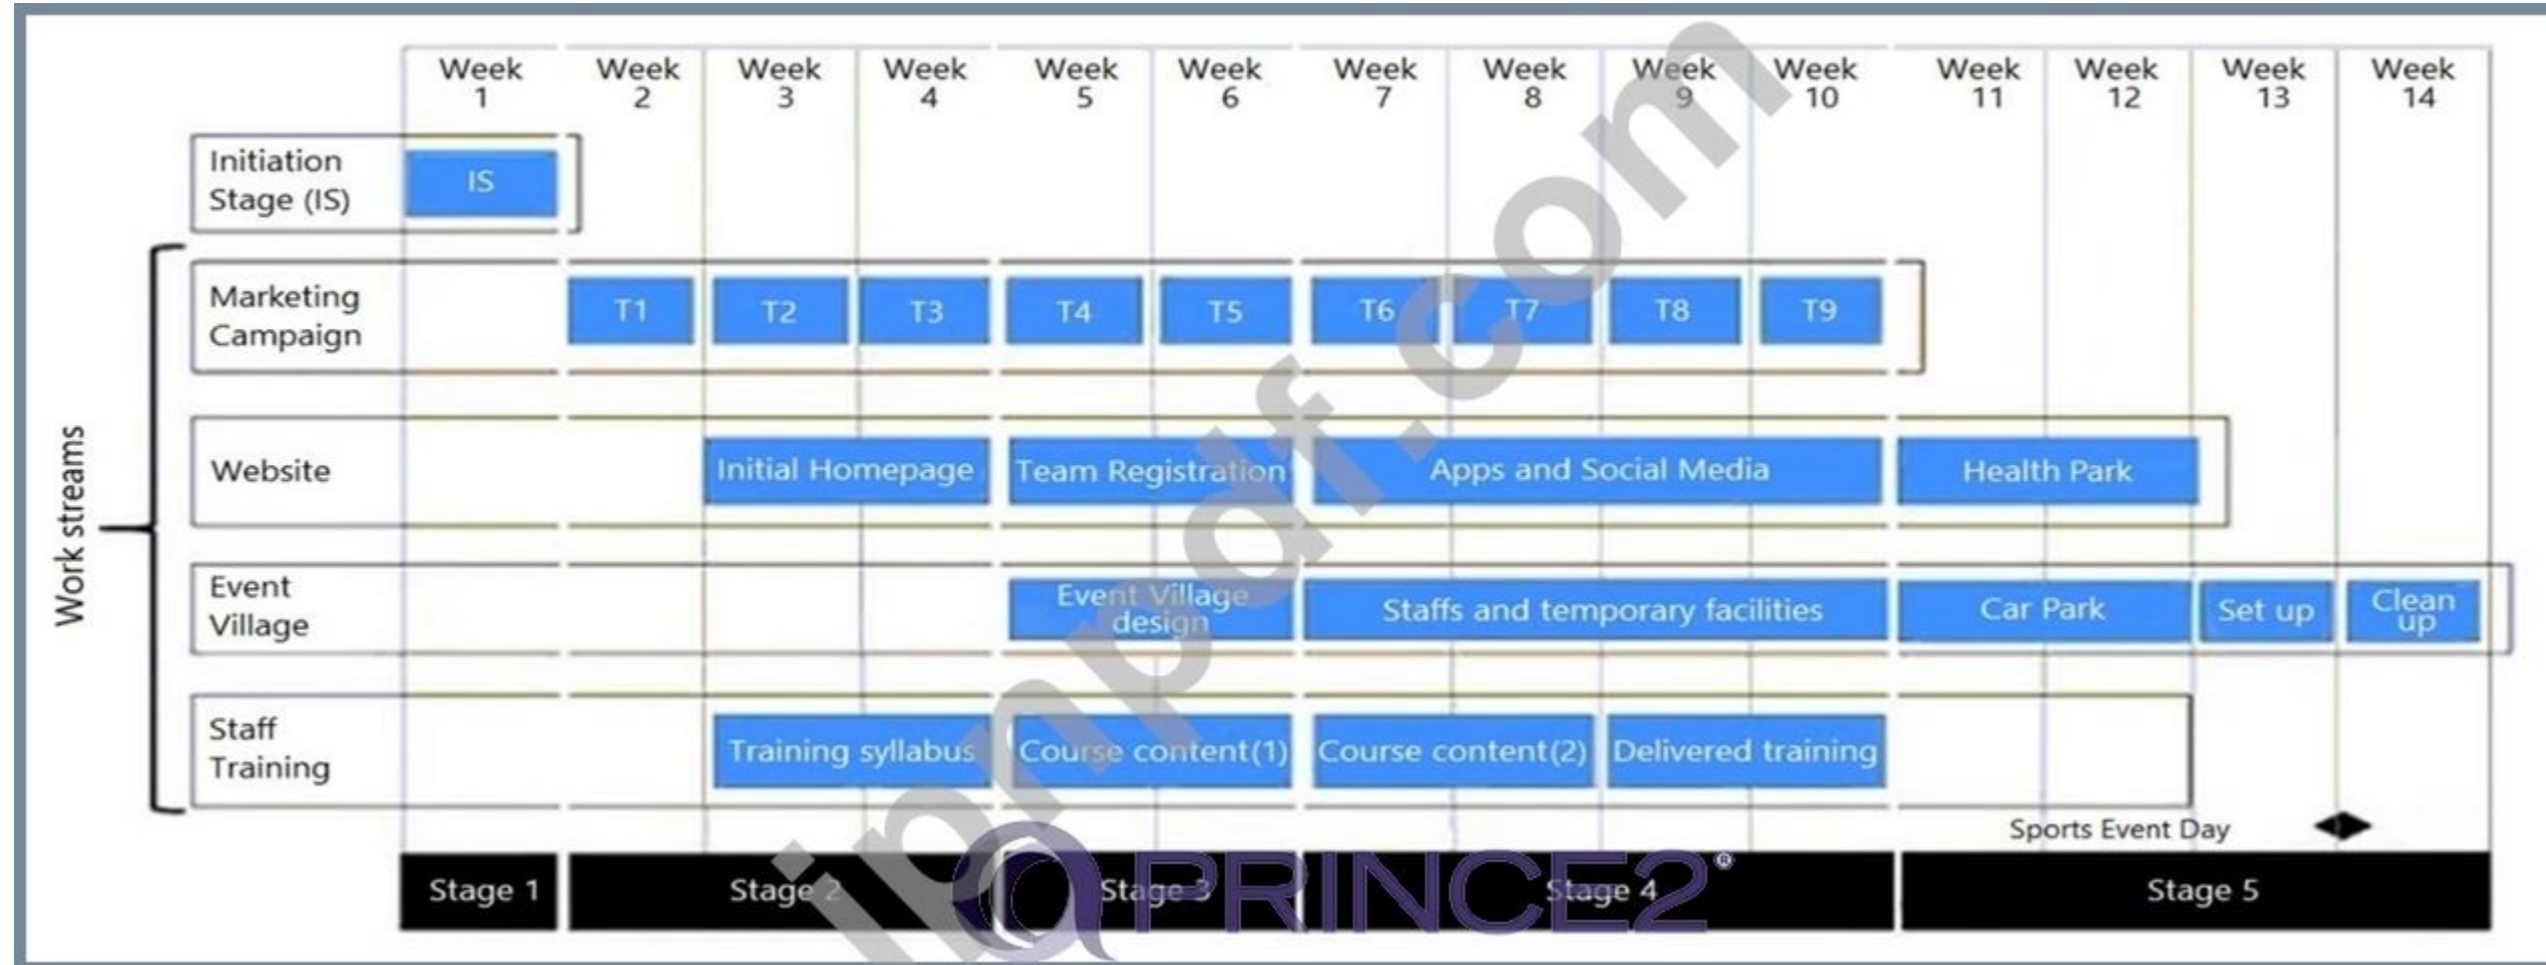 Week Week Week Week Week Week Week Week Week Week Week Week Week Week
1 2 3 4 5 6 7 8 9 10 11 12 13 14
Initiation
Stage (IS)
IS
Work streams
Marketing
Campaign
T1 T2 T3 T4 T5 T6 T7 T8 T9
Website
Initial Homepage Team Registration Apps and Social Media Health Park
Event
Village
Event Village
design
Staffs and temporary facilities Car Park Set up
Clean
up
Staff
Training
Training syllabus Course content(1) Course content(2) Delivered training
Sports Event Day
Stage 1 Stage 2 Stage 3 Stage 4 Stage 5
PRINCE2®
jpnpdf.com